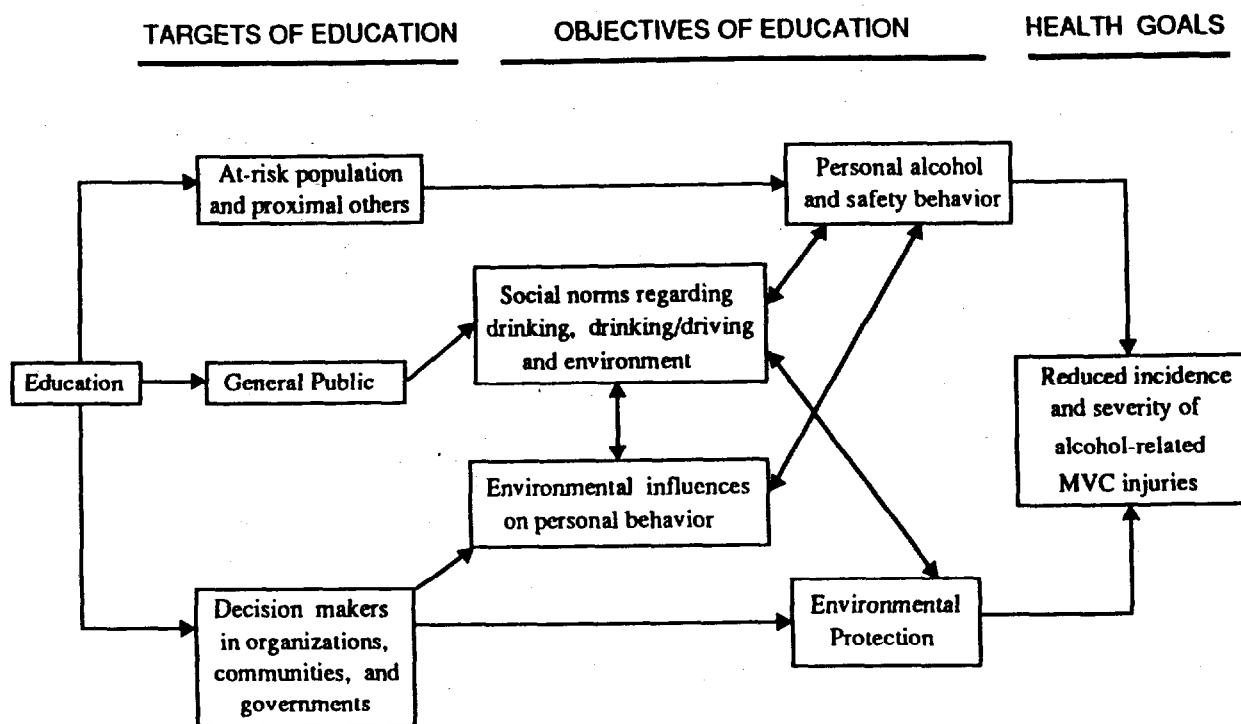 TARGETS OF EDUCATION
OBJECTIVES OF EDUCATION
HEALTH GOALS
At-risk population
and proximal others
Personal alcohol
and safety behavior
Social norms regarding
drinking, drinking/driving
and environment
Education
General Public
Reduced incidence
and severity of
alcohol-related
MVC injuries
Environmental influences
on personal behavior
Decision makers
in organizations,
communities, and
governments
Environmental
Protection